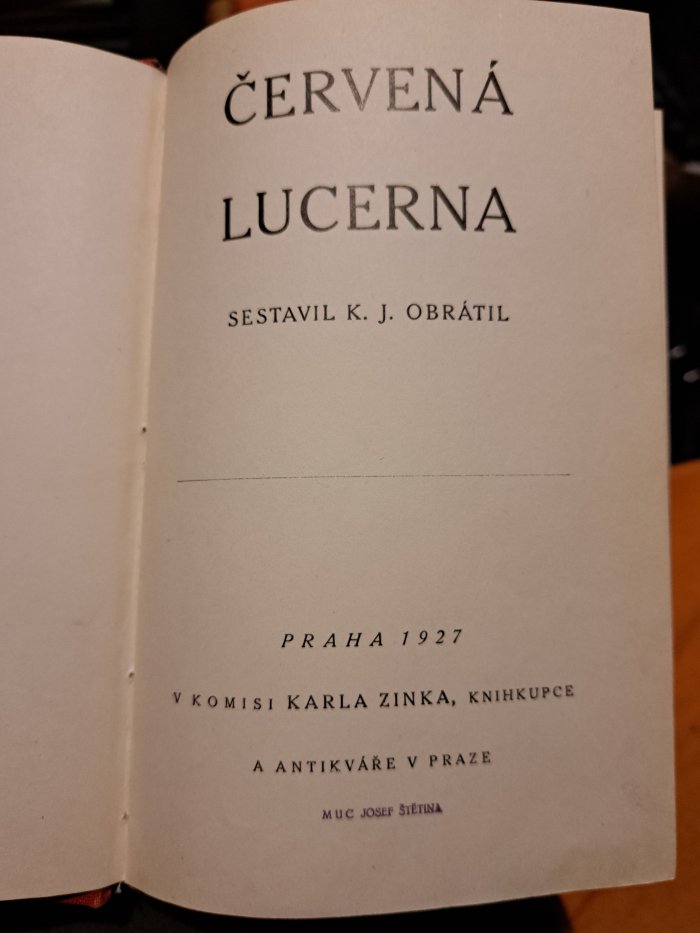 ČERVENÁ
LUCERNA
SESTAVIL K. J. OBRÁTIL
PRAHA 1927
V KOMISI KARLA ZINKA, KNIHKUPCE
A ANTIKVÁŘE V PRAZE
MUC JOSEF ŠTĚTINA